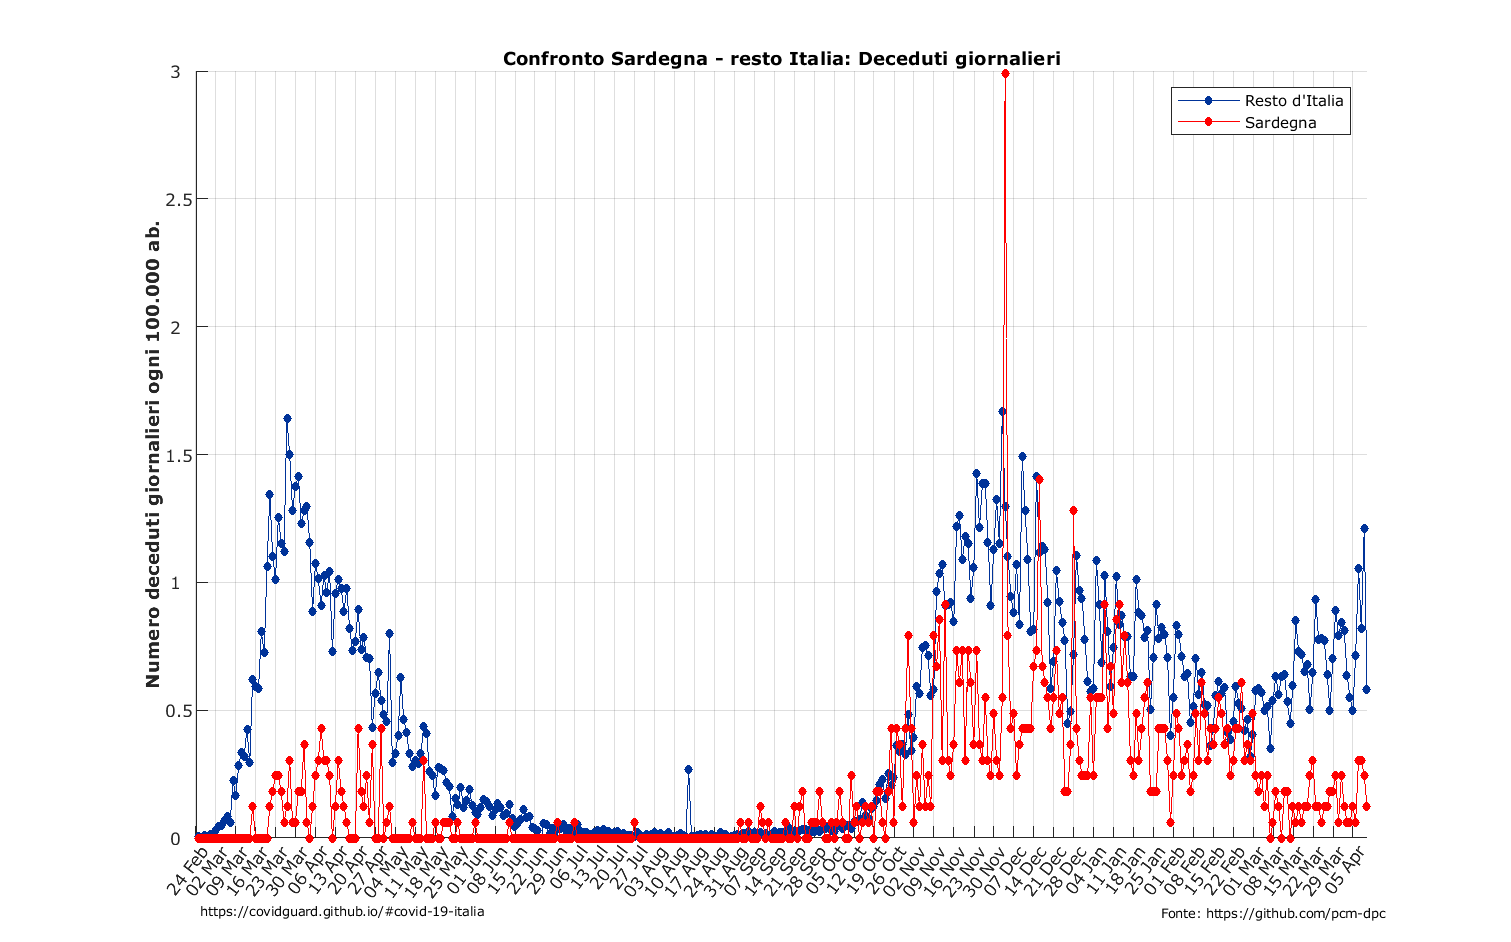 Confronto Sardegna - resto Italia: Deceduti giornalieri
Resto d'Italia
Sardegna
Numero deceduti giornalieri ogni 100.000 ab.
3
2.5
2
1.5
1
0.5
0
24 Feb
02 Mar
09 Mar
16 Mar
23 Mar
30 Mar
06 Apr
13 Apr
20 Apr
27 Apr
04 May
11 May
18 May
25 May
01 Jun
08 Jun
15 Jun
22 Jun
29 Jun
06 Jul
13 Jul
20 Jul
27 Jul
03 Aug
10 Aug
17 Aug
24 Aug
31 Aug
07 Sep
14 Sep
21 Sep
28 Sep
05 Oct
12 Oct
19 Oct
26 Oct
02 Nov
09 Nov
16 Nov
23 Nov
30 Nov
07 Dec
14 Dec
21 Dec
28 Dec
04 Jan
11 Jan
18 Jan
25 Jan
01 Feb
08 Feb
15 Feb
22 Feb
01 Mar
08 Mar
15 Mar
22 Mar
29 Mar
05 Apr
https://covidguard.github.io/#covid-19-italia
Fonte: https://github.com/pcm-dpc